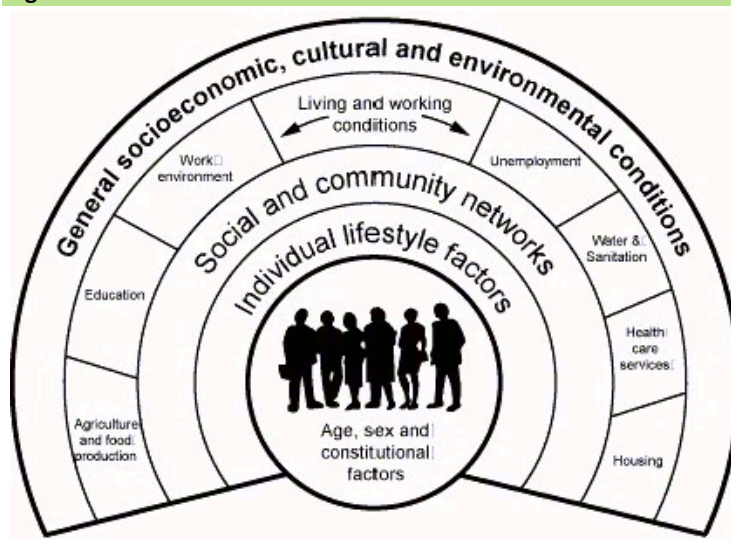 General socioeconomic, cultural and environmental conditions
Living and working
conditions
Work
environment
Unemployment
Social and community networks
Water &
Sanitation
Individual lifestyle factors
Education
Health
care
services
Agriculture
and food
production
Age, sex and
constitutional
factors
Housing